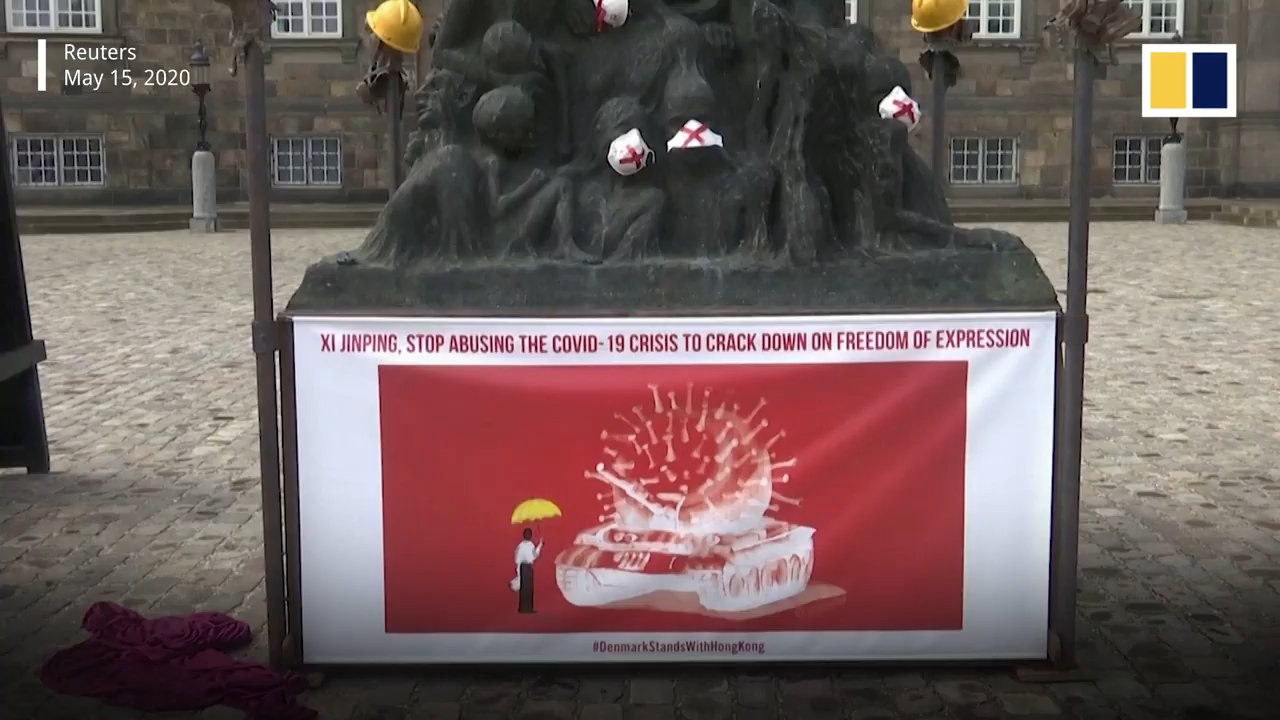 Reuters
May 15, 2020
XI JINPING, STOP ABUSING THE COVID-19 CRISIS TO CRACK DOWN ON FREEDOM OF EXPRESSION
#DenmarkStandsWithHongKong